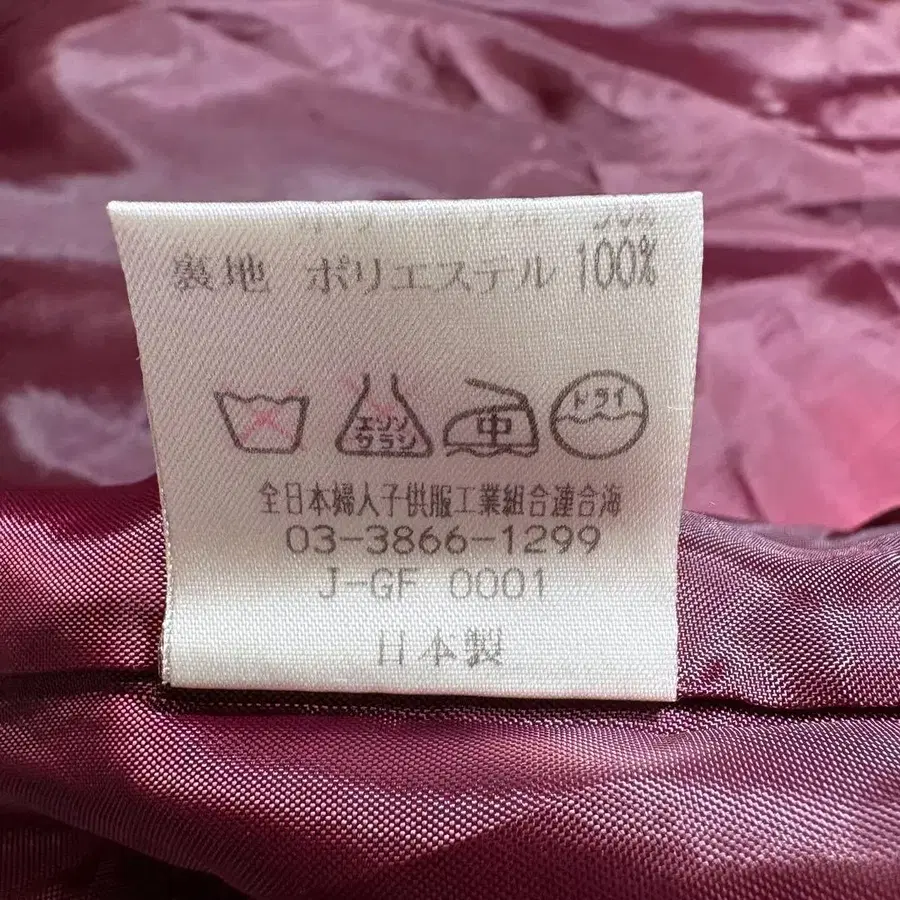 裏地 ポリエステル 100%
エンソ
サラシ
中
ドライ
全日本婦人子供服工業組合連合海
03-3866-1299
J-GF 0001
日本製